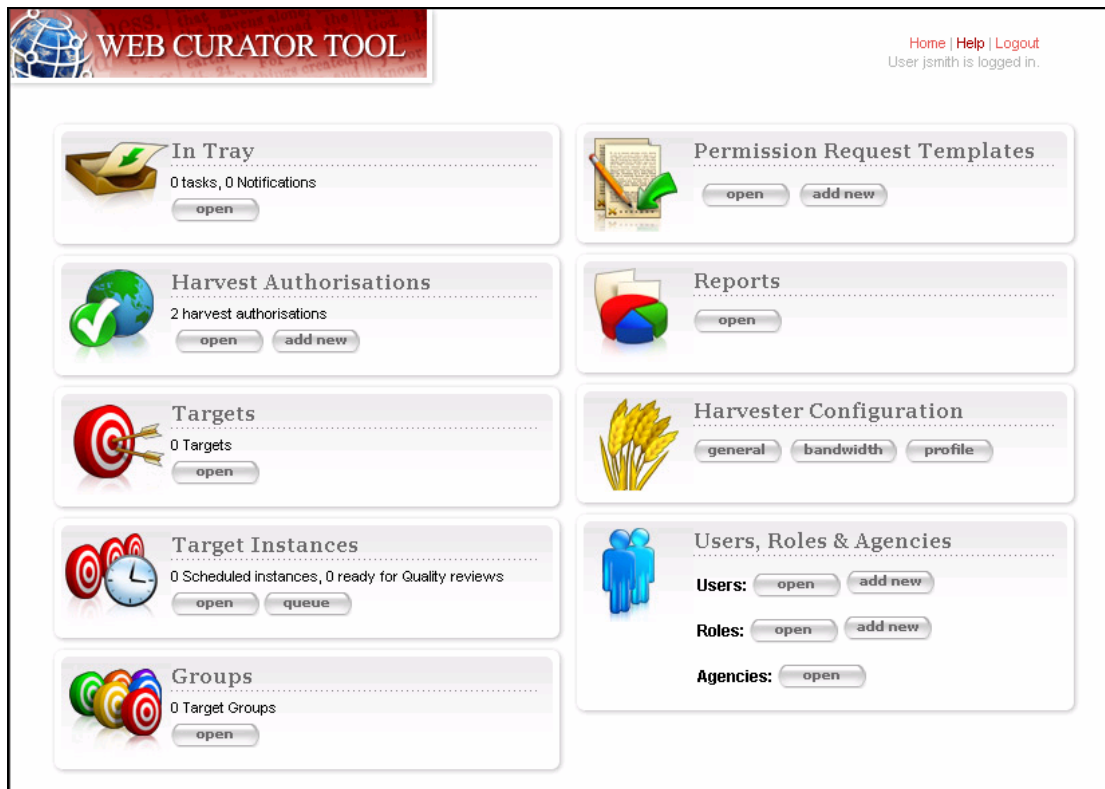 WEB CURATOR TOOL
Home | Help | Logout
User jsmith is logged in.
In Tray
0 tasks, 0 Notifications
open
Harvest Authorisations
2 harvest authorisations
open add new
Targets
0 Targets
open
Target Instances
0 Scheduled instances, 0 ready for Quality reviews
open queue
Groups
0 Target Groups
open
Permission Request Templates
open add new
Reports
open
Harvester Configuration
general bandwidth profile
Users, Roles & Agencies
Users: open add new
Roles: open add new
Agencies: open